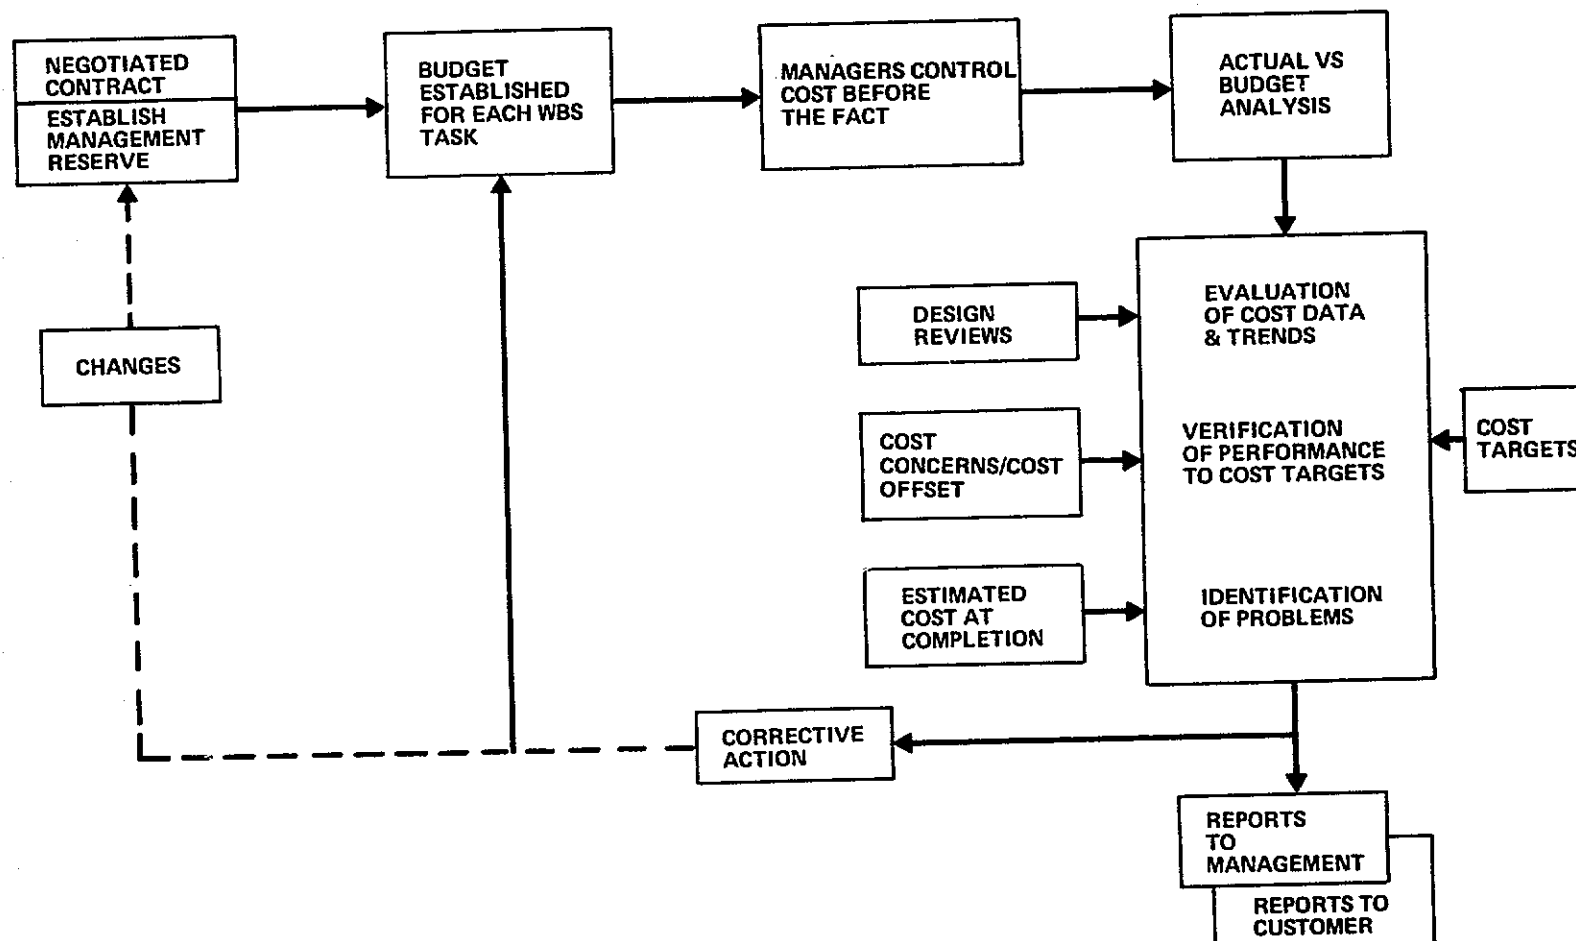 NEGOTIATED
CONTRACT
ESTABLISH
MANAGEMENT
RESERVE
BUDGET
ESTABLISHED
FOR EACH WBS
TASK
MANAGERS CONTROL
COST BEFORE
THE FACT
ACTUAL VS
BUDGET
ANALYSIS
CHANGES
DESIGN
REVIEWS
EVALUATION
OF COST DATA
& TRENDS
COST
CONCERNS/COST
OFFSET
VERIFICATION
OF PERFORMANCE
TO COST TARGETS
COST
TARGETS
ESTIMATED
COST AT
COMPLETION
IDENTIFICATION
OF PROBLEMS
CORRECTIVE
ACTION
REPORTS
TO
MANAGEMENT
REPORTS TO
CUSTOMER